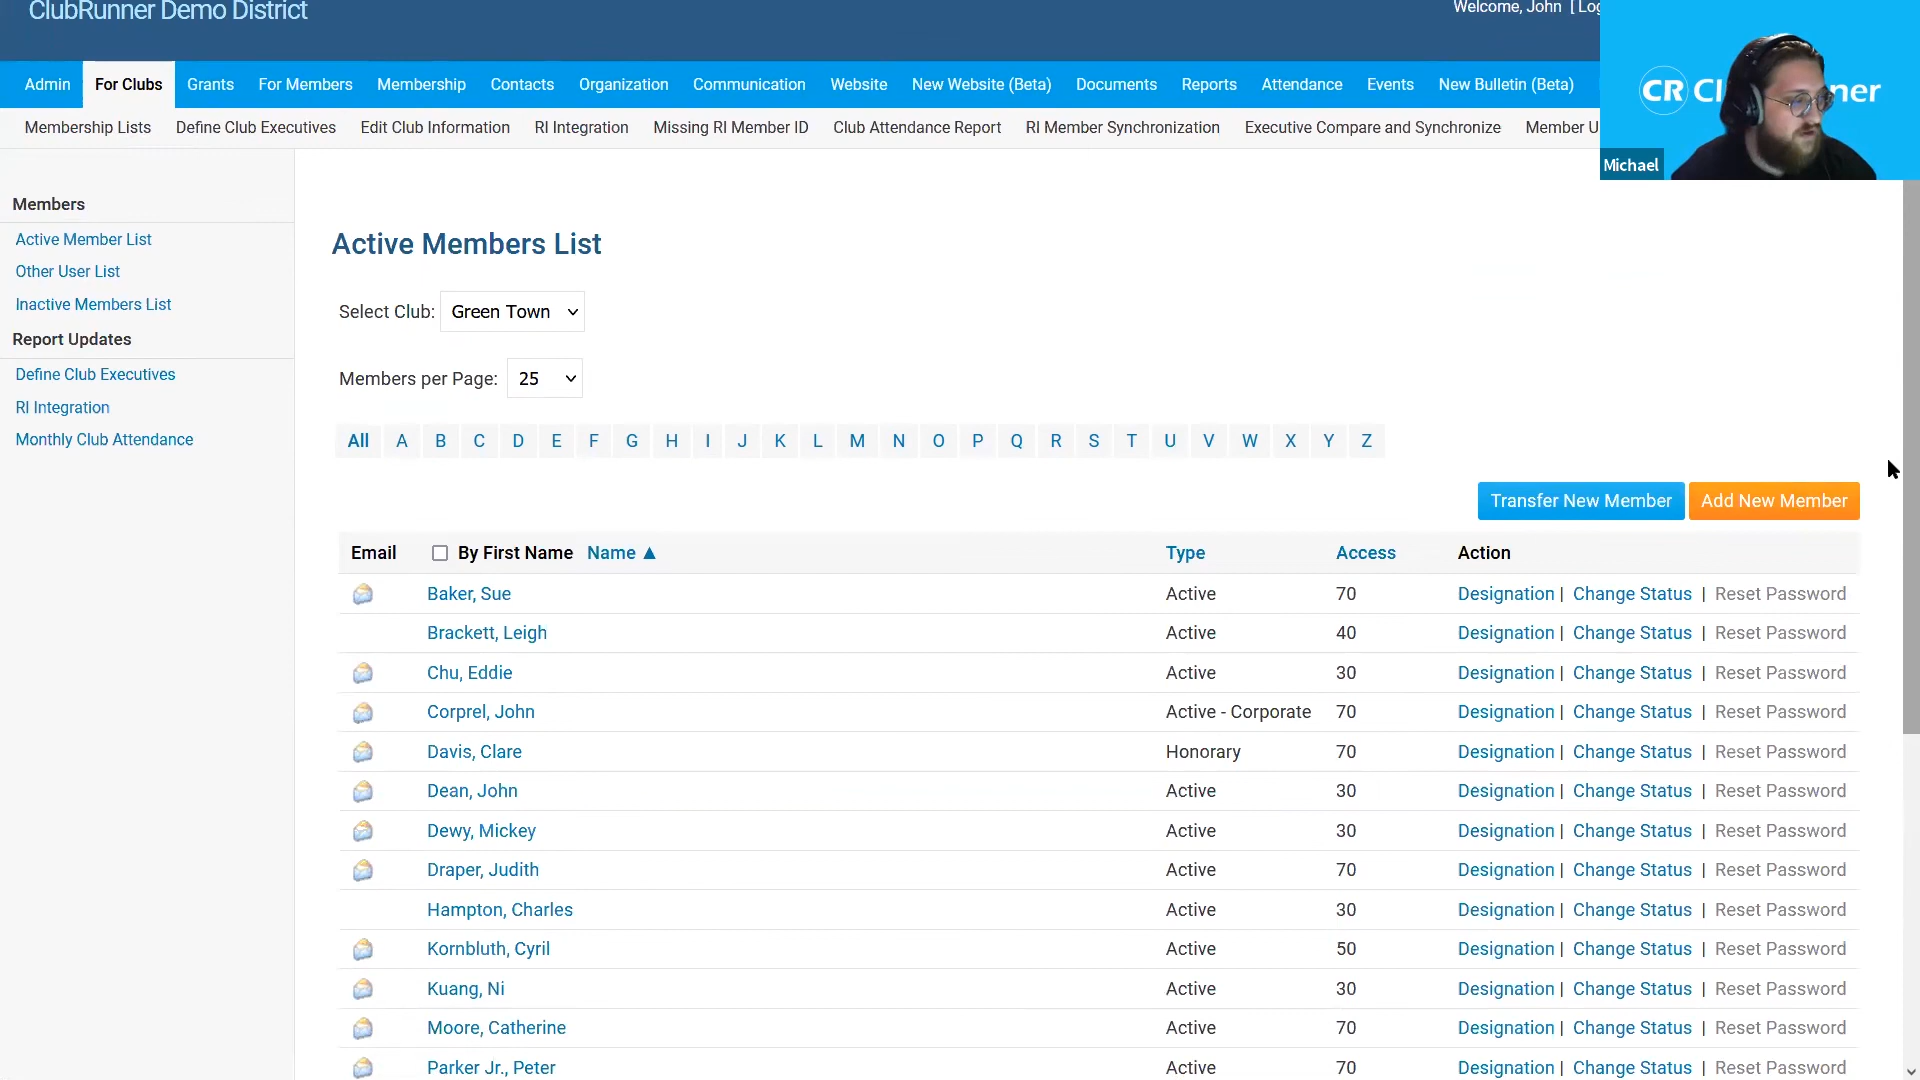 ClubRunner Demo District
Welcome, John [ Log
CR Cl ner
Michael
Admin For Clubs Grants For Members Membership Contacts Organization Communication Website New Website (Beta) Documents Reports Attendance Events New Bulletin (Beta)
Membership Lists Define Club Executives Edit Club Information RI Integration Missing RI Member ID Club Attendance Report RI Member Synchronization Executive Compare and Synchronize Member U
Members
Active Member List
Other User List
Inactive Members List
Report Updates
Define Club Executives
RI Integration
Monthly Club Attendance
Active Members List
Select Club: Green Town
Members per Page: 25
All A B C D E F G H I J K L M N O P Q R S T U V W X Y Z
Transfer New Member Add New Member
Email By First Name Name ▲ Type Access Action
Baker, Sue Active 70 Designation | Change Status | Reset Password
Brackett, Leigh Active 40 Designation | Change Status | Reset Password
Chu, Eddie Active 30 Designation | Change Status | Reset Password
Corprel, John Active - Corporate 70 Designation | Change Status | Reset Password
Davis, Clare Honorary 70 Designation | Change Status | Reset Password
Dean, John Active 30 Designation | Change Status | Reset Password
Dewy, Mickey Active 30 Designation | Change Status | Reset Password
Draper, Judith Active 70 Designation | Change Status | Reset Password
Hampton, Charles Active 30 Designation | Change Status | Reset Password
Kornbluth, Cyril Active 50 Designation | Change Status | Reset Password
Kuang, Ni Active 30 Designation | Change Status | Reset Password
Moore, Catherine Active 70 Designation | Change Status | Reset Password
Parker Jr., Peter Active 70 Designation | Change Status | Reset Password